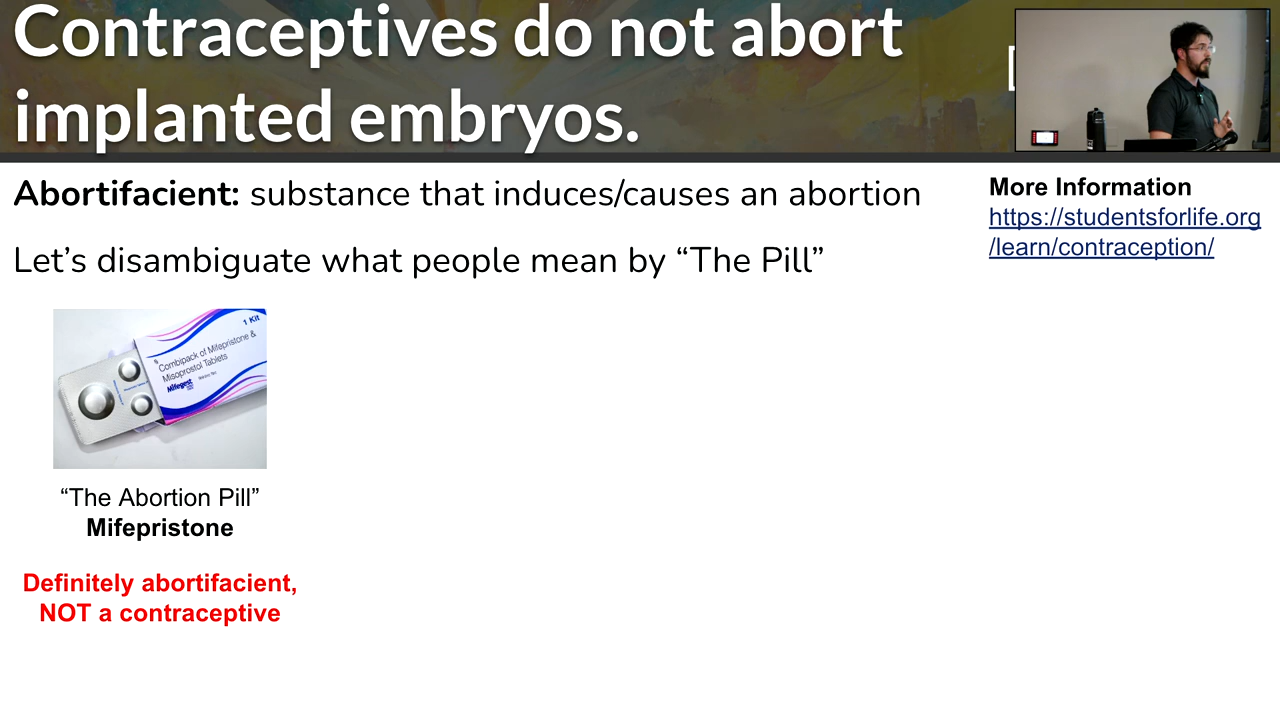 Contraceptives do not abort
implanted embryos.
Abortifacient: substance that induces/causes an abortion
Let's disambiguate what people mean by “The Pill”
More Information
https://studentsforlife.org
/learn/contraception/
1 Kit
Combipack of Mifepristone &
Misoprostol Tablets
Mifegest
“The Abortion Pill”
Mifepristone
Definitely abortifacient,
NOT a contraceptive